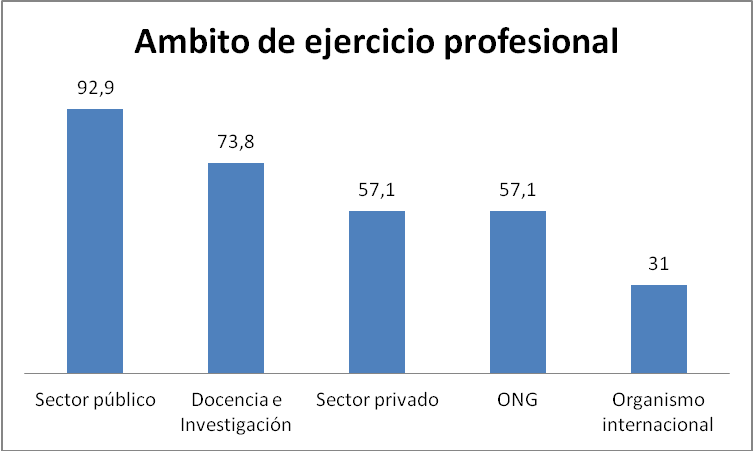 Ambito de ejercicio profesional
92,9
73,8
57,1
57,1
31
Sector público
Docencia e
Investigación
Sector privado
ONG
Organismo
internacional